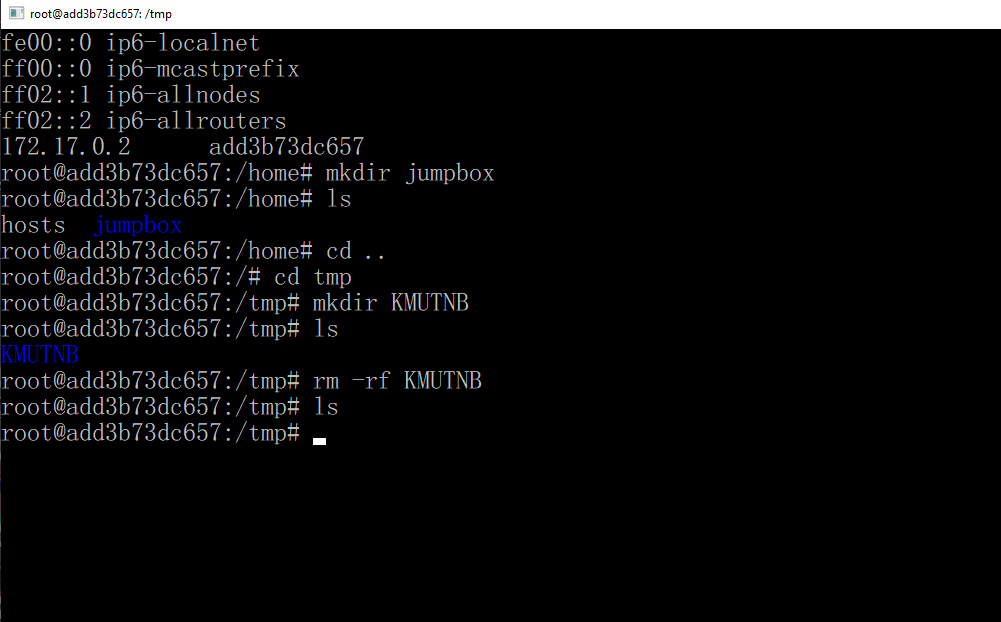 root@add3b73dc657: /tmp
fe00::0 ip6-localnet
ff00::0 ip6-mcastprefix
ff02::1 ip6-allnodes
ff02::2 ip6-allrouters
172.17.0.2      add3b73dc657
root@add3b73dc657:/home# mkdir jumpbox
root@add3b73dc657:/home# ls
hosts  jumpbox
root@add3b73dc657:/home# cd ..
root@add3b73dc657:/# cd tmp
root@add3b73dc657:/tmp# mkdir KMUTNB
root@add3b73dc657:/tmp# ls
KMUTNB
root@add3b73dc657:/tmp# rm -rf KMUTNB
root@add3b73dc657:/tmp# ls
root@add3b73dc657:/tmp#